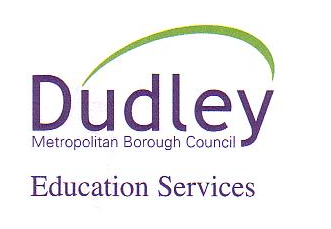 Dudley
Metropolitan Borough Council
Education Services